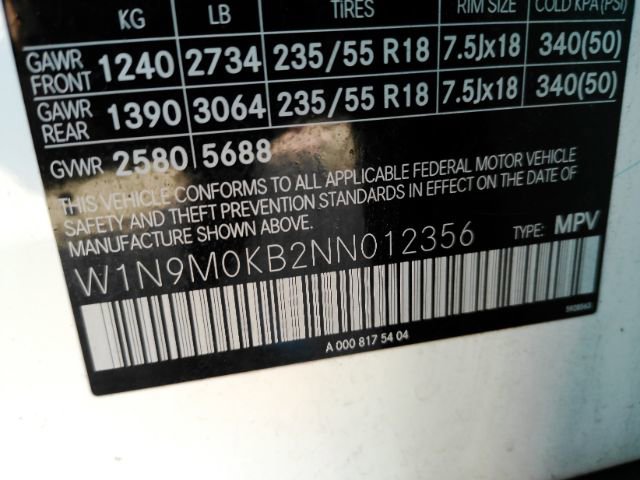 KG LB TIRES RIM SIZE COLD KPA(PSI)
GAWR FRONT 1240 2734 235/55 R18 7.5Jx18 340(50)
GAWR REAR 1390 3064 235/55 R18 7.5Jx18 340(50)
GVWR 2580 5688
THIS VEHICLE CONFORMS TO ALL APPLICABLE FEDERAL MOTOR VEHICLE
SAFETY AND THEFT PREVENTION STANDARDS IN EFFECT ON THE DATE OF
MANUFACTURE SHOWN ABOVE.
W1N9M0KB2NN012356 TYPE: MPV
A 000 817 54 04